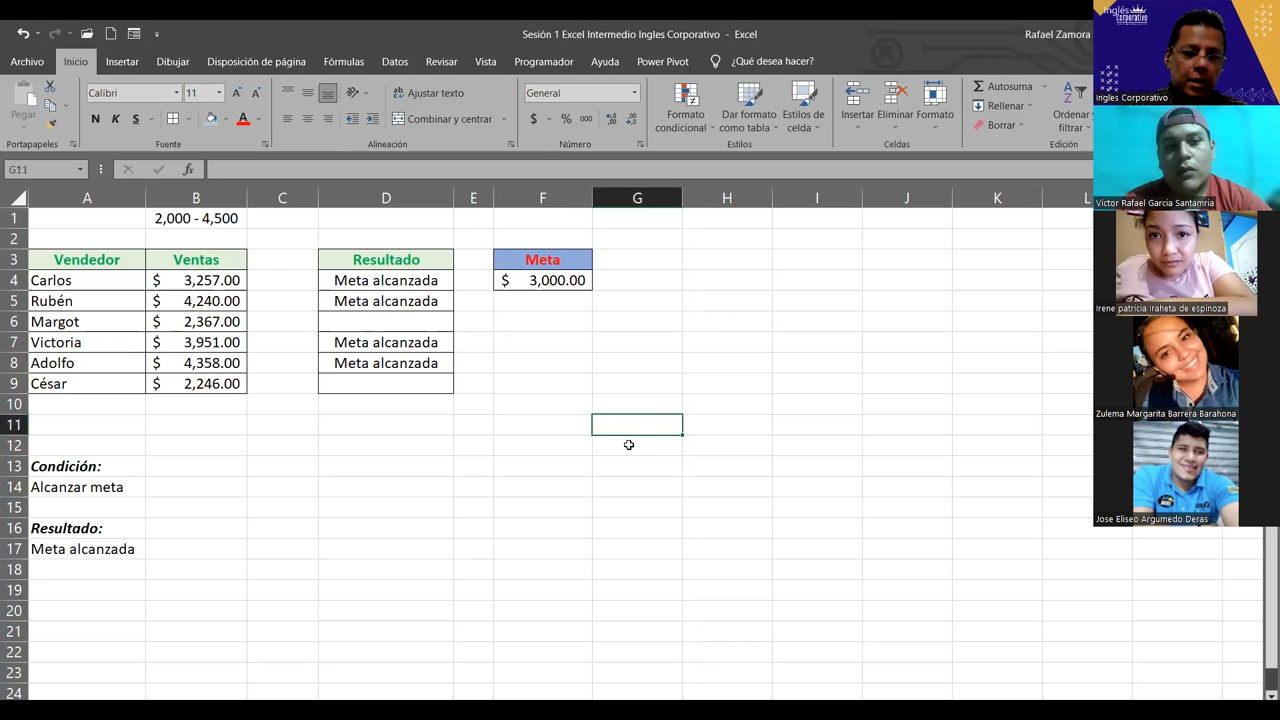 Sesión 1 Excel Intermedio Ingles Corporativo - Excel
Rafael Zamora
Archivo Inicio Insertar Dibujar Disposición de página Fórmulas Datos Revisar Vista Programador Ayuda Power Pivot ¿Qué desea hacer?
Pegar
Calibri 11
N K S
Ajustar texto
Combinar y centrar
General
$ % 000
Formato condicional
Dar formato como tabla
Estilos de celda
Insertar Eliminar Formato
Autosuma
Rellenar
Borrar
Ordenar y filtrar
Portapapeles Fuente Alineación Número Estilos Celdas Edición
G11 fx
A B C D E F G H I J K L
1 2,000 - 4,500
2
3 Vendedor Ventas Resultado Meta
4 Carlos $ 3,257.00 Meta alcanzada $ 3,000.00
5 Rubén $ 4,240.00 Meta alcanzada
6 Margot $ 2,367.00
7 Victoria $ 3,951.00 Meta alcanzada
8 Adolfo $ 4,358.00 Meta alcanzada
9 César $ 2,246.00
10
11
12
13 Condición:
14 Alcanzar meta
15
16 Resultado:
17 Meta alcanzada
18
19
20
21
22
23
24
Inglés Corporativo
Ingles Corporativo
Victor Rafael Garcia Santamria
Irene patricia Iraheta de espinoza
Zulema Margarita Barrera Barahona
Jose Eliseo Argumedo Deras